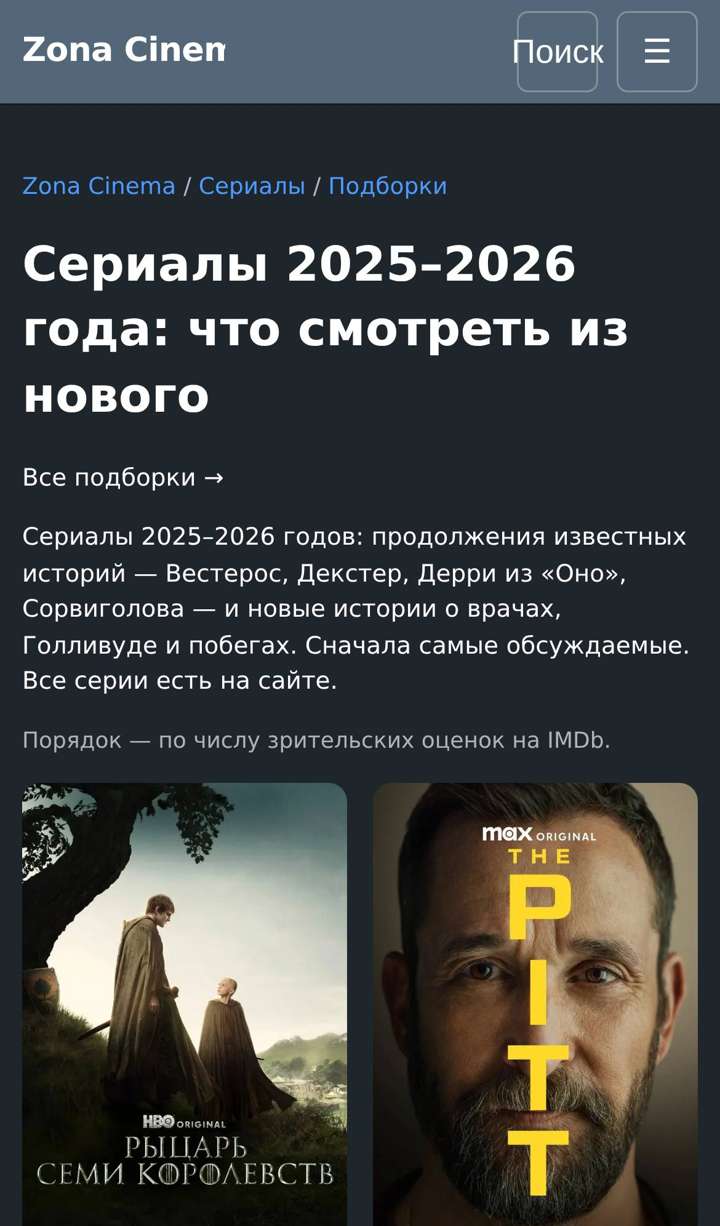 Zona Cinem
Поиск ☰
Zona Cinema / Сериалы / Подборки
Сериалы 2025–2026
года: что смотреть из
нового
Все подборки →
Сериалы 2025–2026 годов: продолжения известных
историй — Вестерос, Декстер, Дерри из «Оно»,
Сорвиголова — и новые истории о врачах,
Голливуде и побегах. Сначала самые обсуждаемые.
Все серии есть на сайте.
Порядок — по числу зрительских оценок на IMDb.
HBO ORIGINAL
РЫЦАРЬ
СЕМИ КОРОЛЕВСТВ
max ORIGINAL
THE
PITT